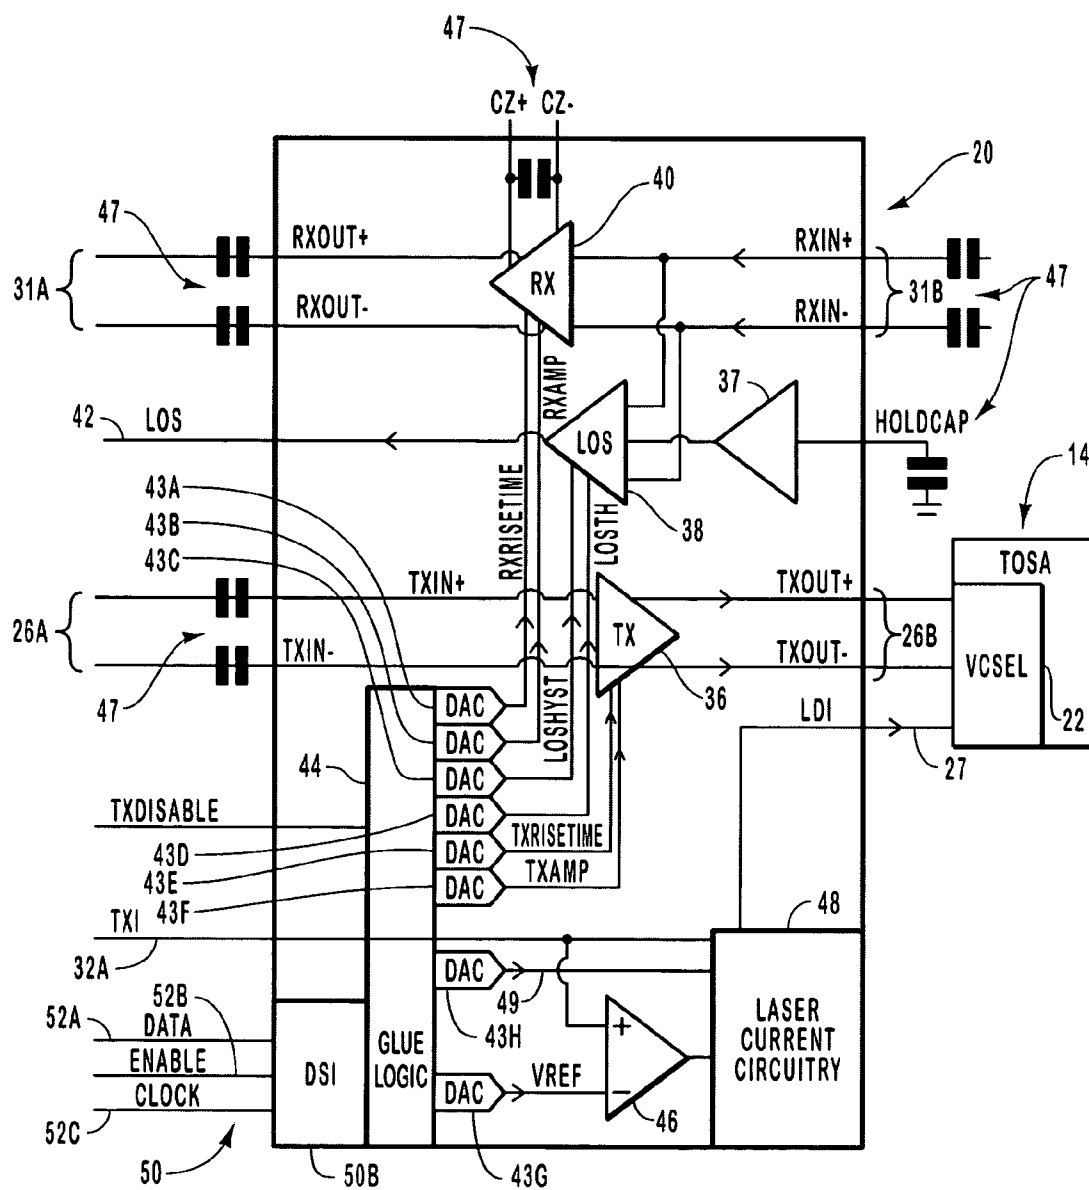 47
CZ+ CZ-
20
40
47
RXOUT+
RXIN+
31A
RX
31B
47
RXOUT-
RXIN-
RXAMP
37
42
LOS
LOS
HOLDCAP
14
43A
43B
43C
RXRISETIME
38
LOSTH
TOSA
TXIN+
TXOUT+
26A
TX
26B
TXIN-
TXOUT-
VCSEL
47
36
DAC
LOSHYST
LDI
22
44
DAC
27
DAC
TXDISABLE
DAC
43D
TXRISETIME
43E
DAC
TXAMP
43F
DAC
48
TXI
32A
DAC
49
52B
52A
43H
DATA
LASER
CURRENT
CIRCUITRY
+
GLUE
LOGIC
ENABLE
DSI
VREF
CLOCK
DAC
-
46
52C
50
50B
43G